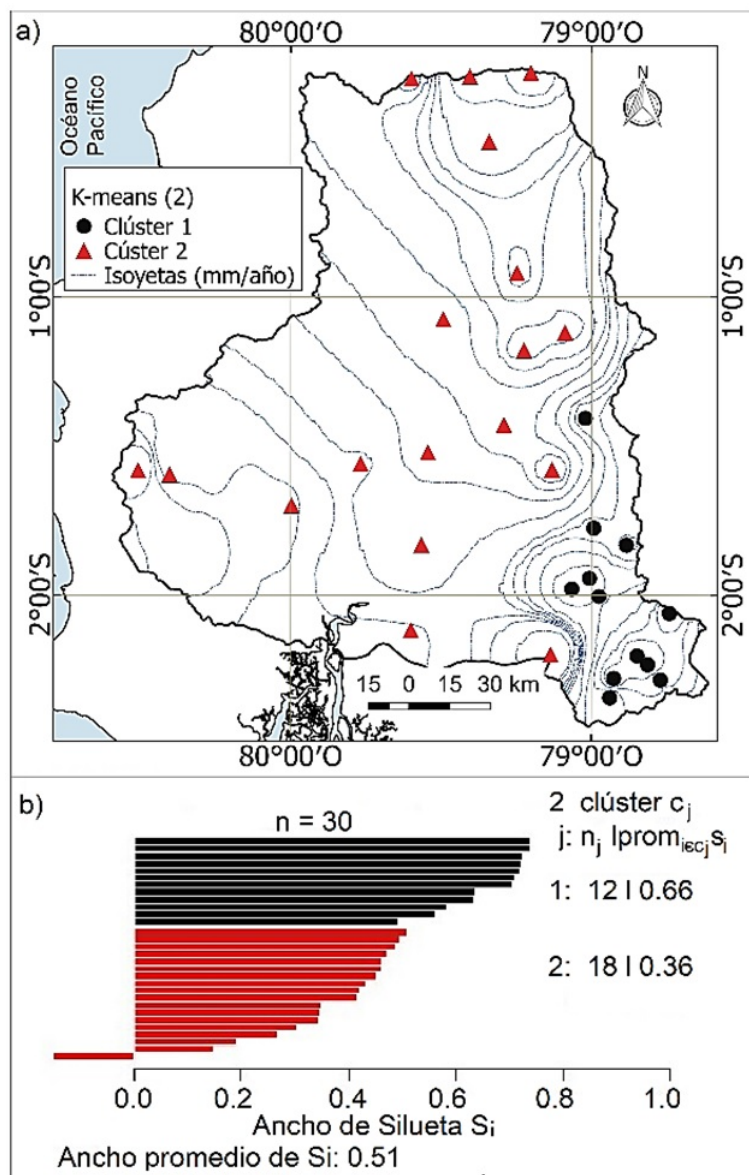 a)
80°00'O
79°00'O
Océano
Pacífico
N
K-means (2)
Clúster 1
Cúster 2
Isoyetas (mm/año)
1°00'S
1°00'S
2°00'S
2°00'S
15 0 15 30 km
80°00'O
79°00'O
b)
n = 30
2 clúster cj
j: nj Ipromiєcjsi
1: 12 I 0.66
2: 18 I 0.36
0.0 0.2 0.4 0.6 0.8 1.0
Ancho de Silueta Si
Ancho promedio de Si: 0.51